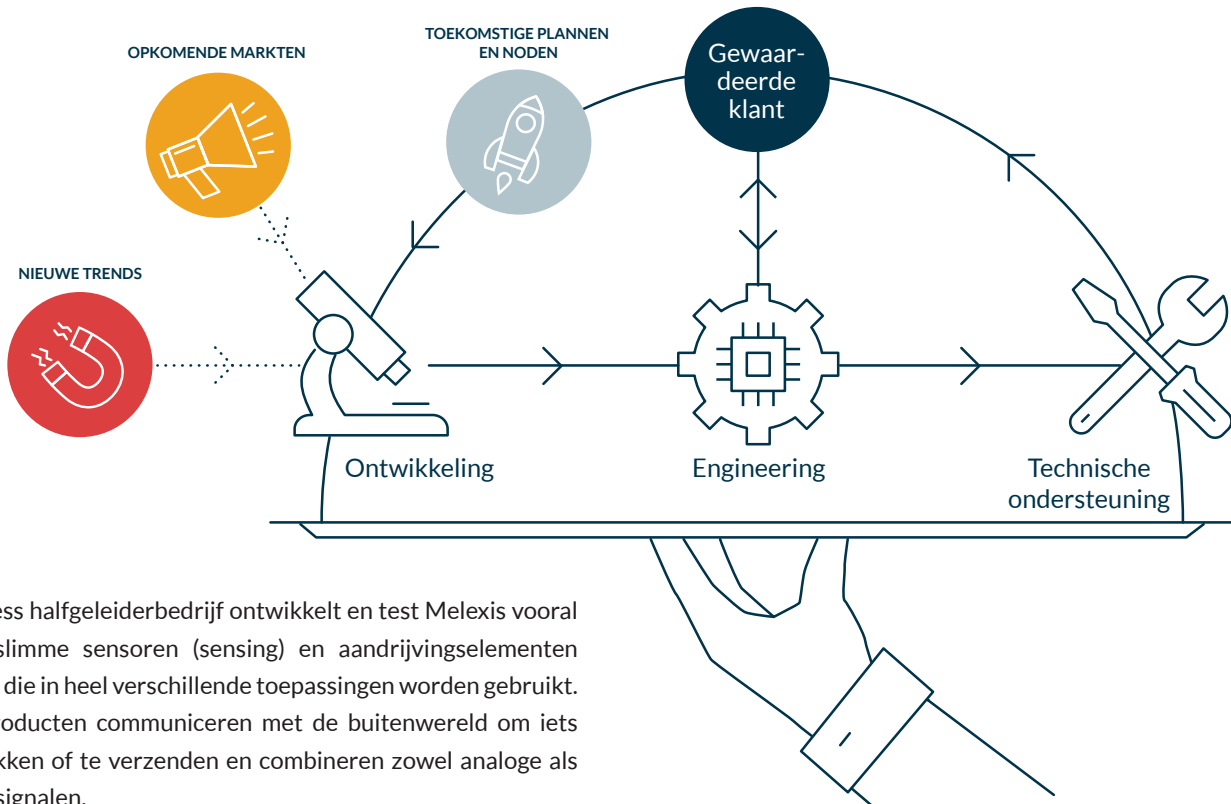 TOEKOMSTIGE PLANNEN
EN NODEN
OPKOMENDE MARKTEN
Gewaar-
deerde
klant
NIEUWE TRENDS
Ontwikkeling
Engineering
Technische
ondersteuning
halfgeleiderbedrijf ontwikkelt en test Melexis vooral
slimme sensoren (sensing) en aandrijvingselementen
die in heel verschillende toepassingen worden gebruikt.
communiceren met de buitenwereld om iets
of te verzenden en combineren zowel analoge als
signalen.